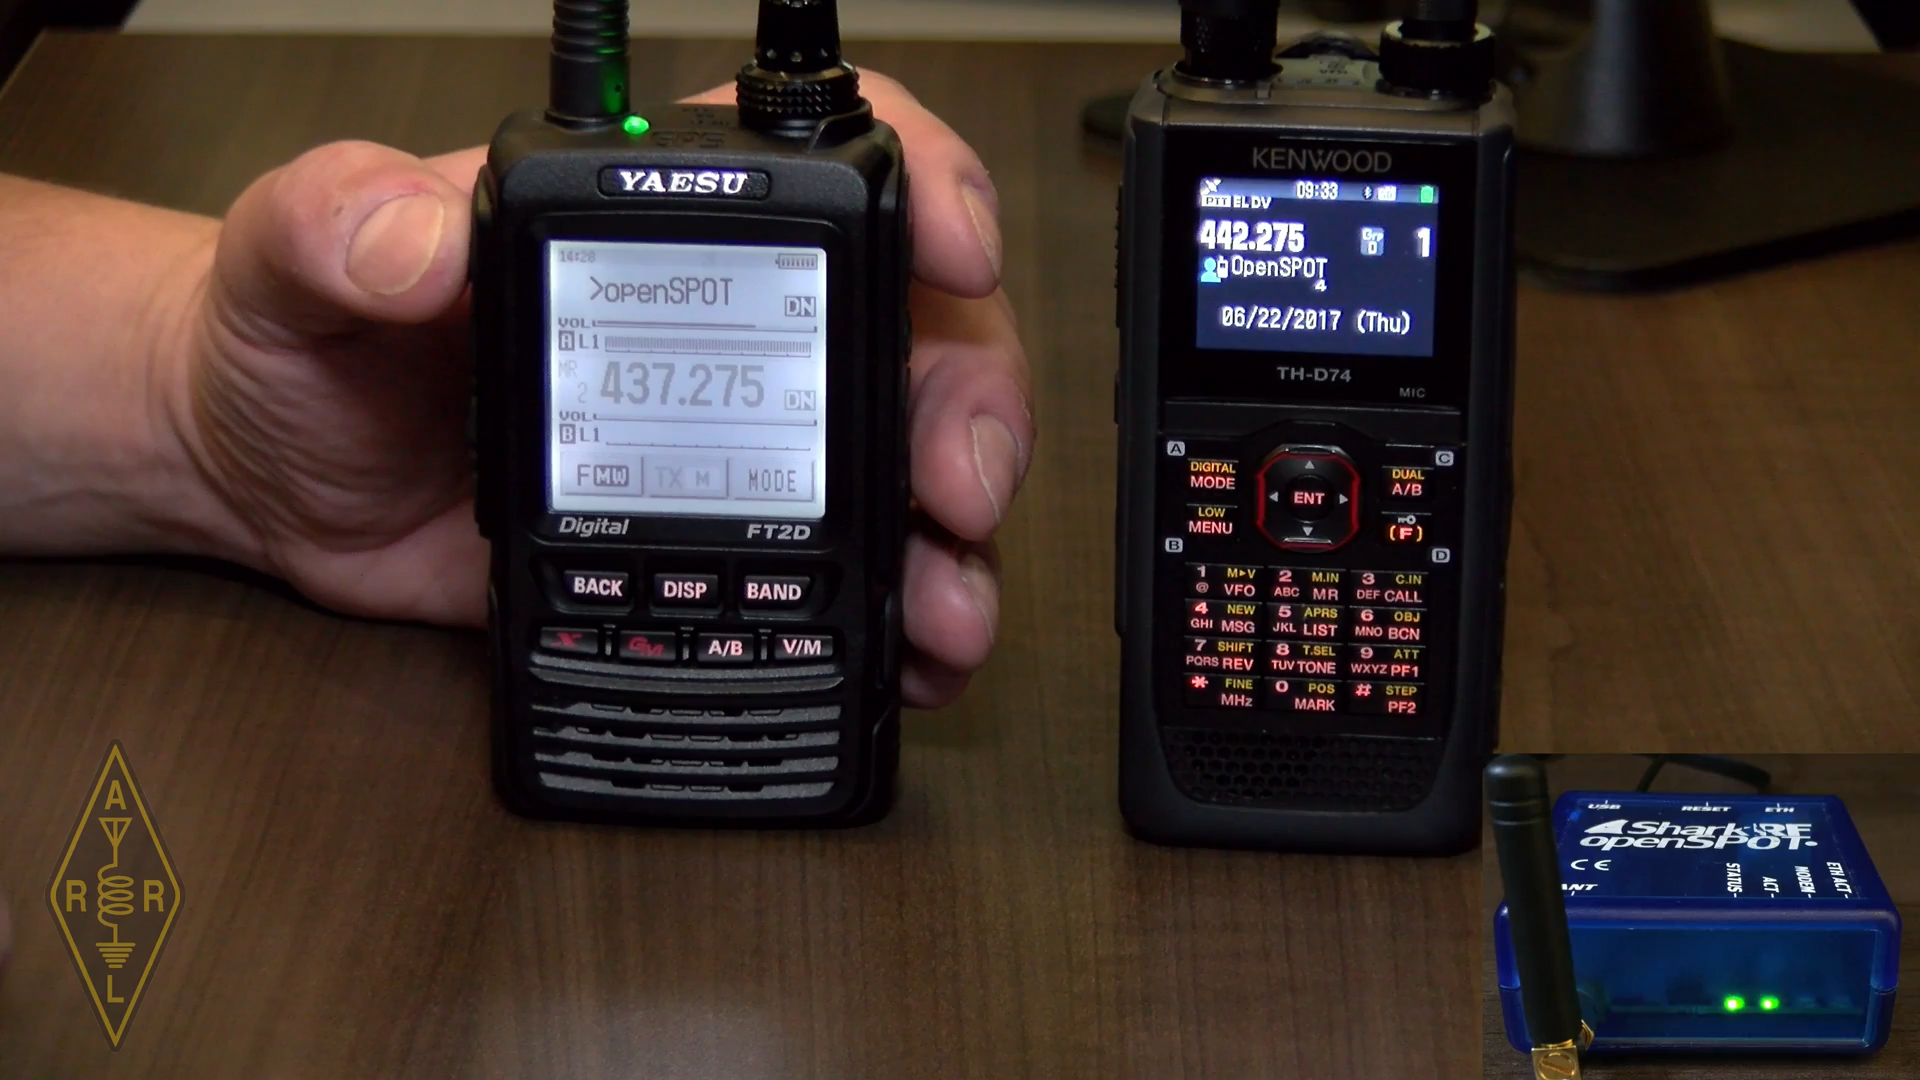 GPS
YAESU
14:28
>openSPOT
DN
VOL
A L1
MR
2
437.275
DN
VOL
B L1
F MW
TX M
MODE
Digital
FT2D
BACK
DISP
BAND
X
GM
A/B
V/M
KENWOOD
09:33
EL DV
442.275
Grp
D
1
OpenSPOT
4
06/22/2017 (Thu)
TH-D74
MIC
A
C
DIGITAL
MODE
ENT
DUAL
A/B
LOW
MENU
(F)
B
D
1 M▸V 2 M.IN 3 C.IN
@ VFO ABC MR DEF CALL
4 NEW 5 APRS 6 OBJ
GHI MSG JKL LIST MNO BCN
7 SHIFT 8 T.SEL 9 ATT
PQRS REV TUV TONE WXYZ PF1
* FINE 0 POS # STEP
MHz MARK PF2
USB RESET ETH
SharkRF
openSPOT
CE
ANT
STATUS-
ACT-
MODEM-
ETH ACT-
A
R R
L